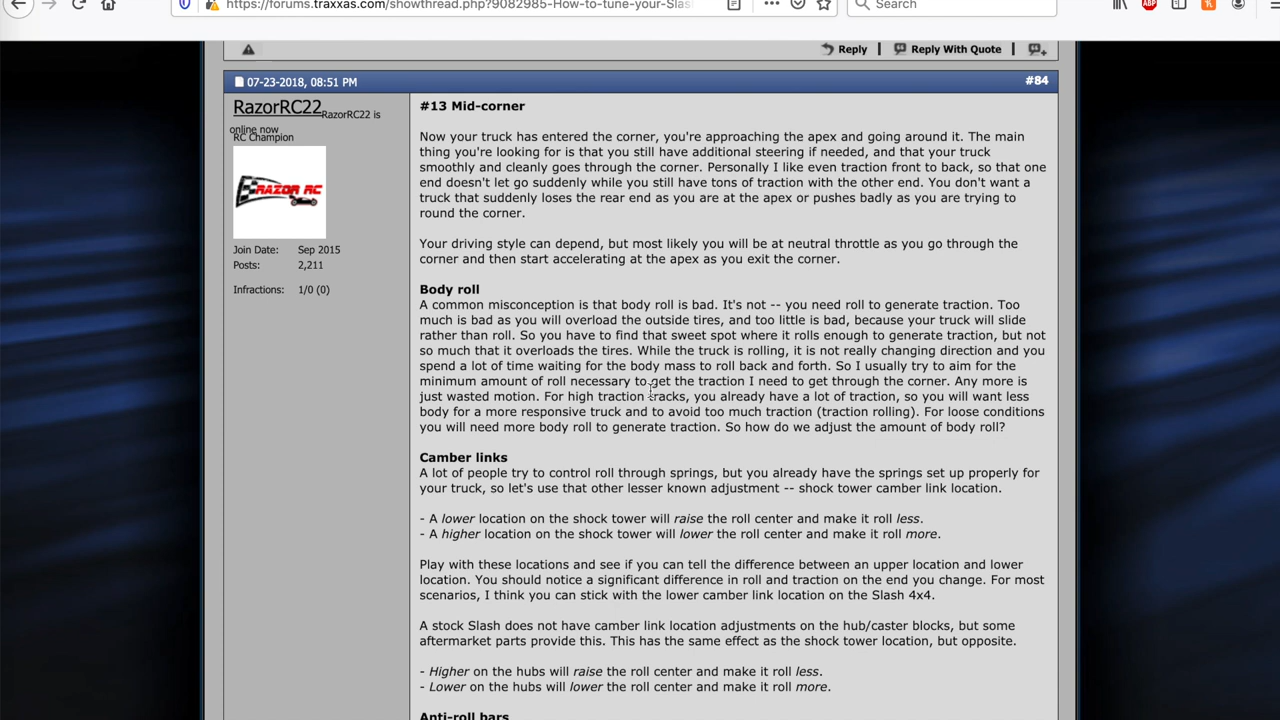 https://forums.traxxas.com/showthread.php?9082985-How-to-tune-your-Slas
Search
ABP
Reply | Reply With Quote |
07-23-2018, 08:51 PM
#84
RazorRC22 RazorRC22 is
online now
RC Champion
RAZOR RC
Join Date: Sep 2015
Posts: 2,211
Infractions: 1/0 (0)
#13 Mid-corner
Now your truck has entered the corner, you're approaching the apex and going around it. The main
thing you're looking for is that you still have additional steering if needed, and that your truck
smoothly and cleanly goes through the corner. Personally I like even traction front to back, so that one
end doesn't let go suddenly while you still have tons of traction with the other end. You don't want a
truck that suddenly loses the rear end as you are at the apex or pushes badly as you are trying to
round the corner.
Your driving style can depend, but most likely you will be at neutral throttle as you go through the
corner and then start accelerating at the apex as you exit the corner.
Body roll
A common misconception is that body roll is bad. It's not -- you need roll to generate traction. Too
much is bad as you will overload the outside tires, and too little is bad, because your truck will slide
rather than roll. So you have to find that sweet spot where it rolls enough to generate traction, but not
so much that it overloads the tires. While the truck is rolling, it is not really changing direction and you
spend a lot of time waiting for the body mass to roll back and forth. So I usually try to aim for the
minimum amount of roll necessary to get the traction I need to get through the corner. Any more is
just wasted motion. For high traction tracks, you already have a lot of traction, so you will want less
body for a more responsive truck and to avoid too much traction (traction rolling). For loose conditions
you will need more body roll to generate traction. So how do we adjust the amount of body roll?
Camber links
A lot of people try to control roll through springs, but you already have the springs set up properly for
your truck, so let's use that other lesser known adjustment -- shock tower camber link location.
- A lower location on the shock tower will raise the roll center and make it roll less.
- A higher location on the shock tower will lower the roll center and make it roll more.
Play with these locations and see if you can tell the difference between an upper location and lower
location. You should notice a significant difference in roll and traction on the end you change. For most
scenarios, I think you can stick with the lower camber link location on the Slash 4x4.
A stock Slash does not have camber link location adjustments on the hub/caster blocks, but some
aftermarket parts provide this. This has the same effect as the shock tower location, but opposite.
- Higher on the hubs will raise the roll center and make it roll less.
- Lower on the hubs will lower the roll center and make it roll more.
Anti-roll bars